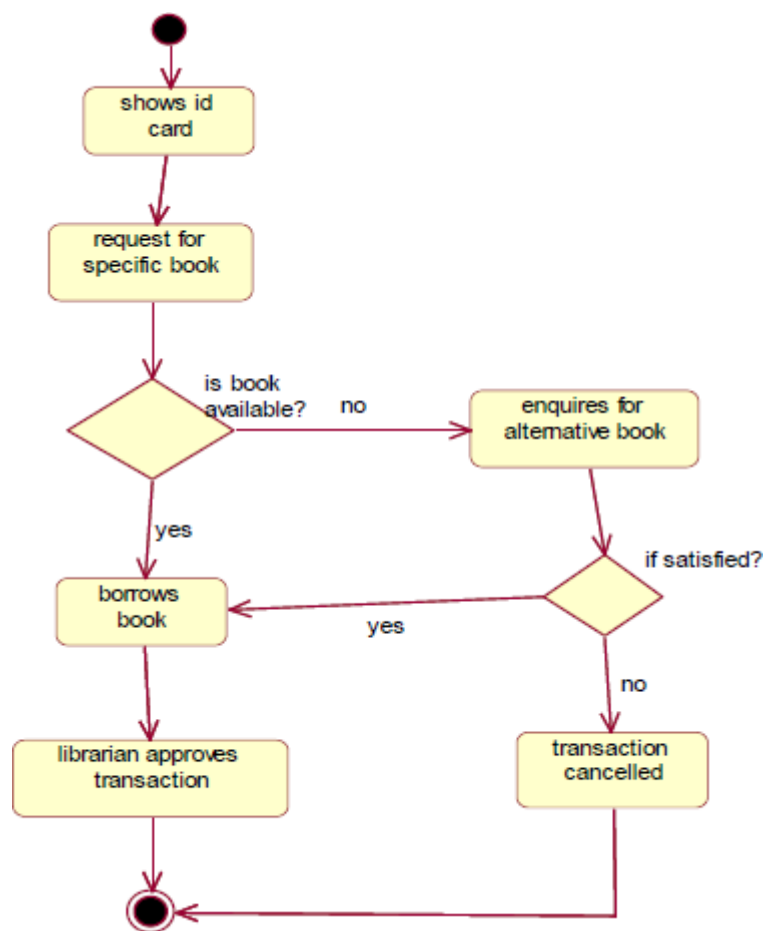 shows id
card
request for
specific book
is book
available?
no
enquires for
alternative book
yes
if satisfied?
borrows
book
yes
no
librarian approves
transaction
transaction
cancelled